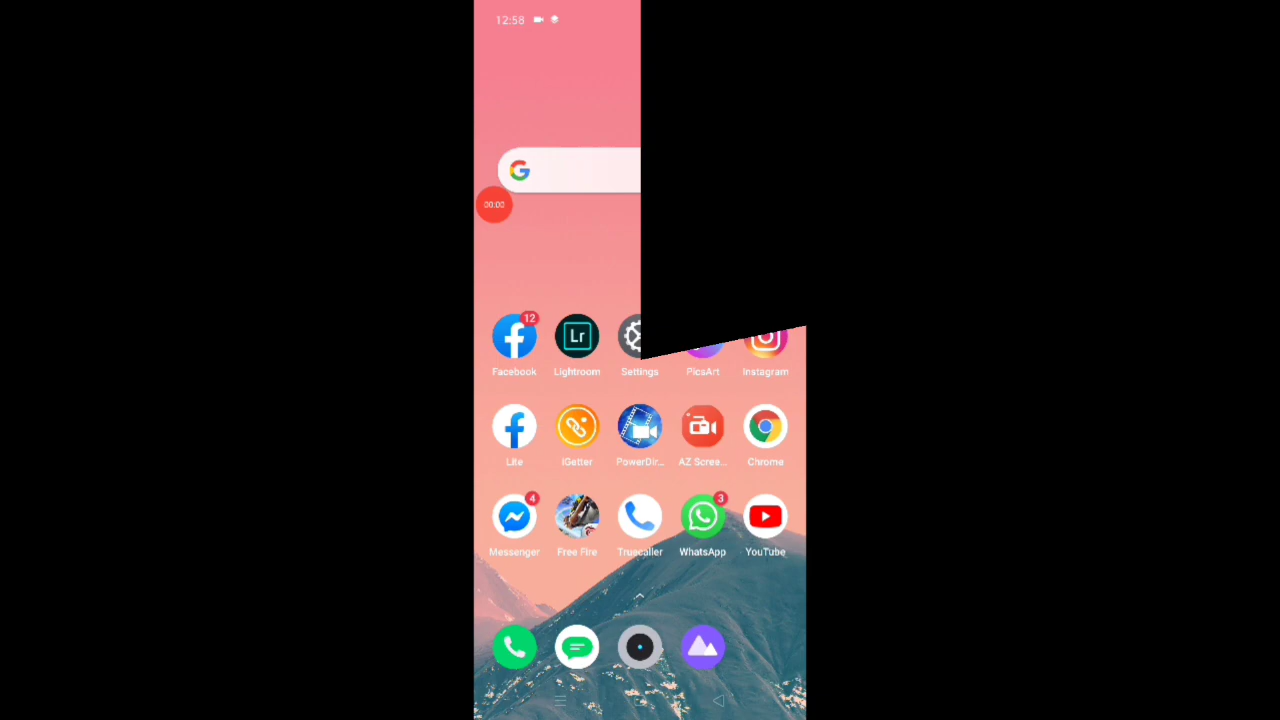 12:58
00:00
12
Lr
Facebook Lightroom Settings PicsArt Instagram
Lite iGetter PowerDir... AZ Scree... Chrome
4 3
Messenger Free Fire Truecaller WhatsApp YouTube